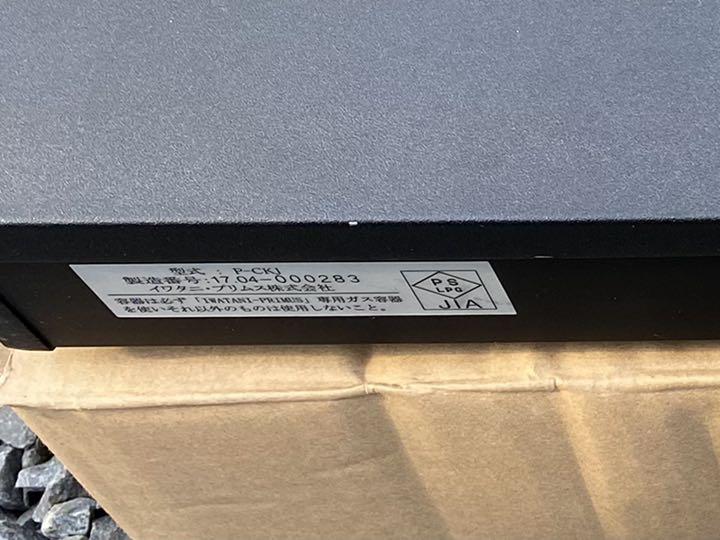 型式 : P-CKJ
製造番号:17.04-000283
イワタニ・プリムス株式会社
容器は必ず「IWATANI-PRIMUS」専用ガス容器
を使いそれ以外のものは使用しないこと。
PS
LPG
JIA